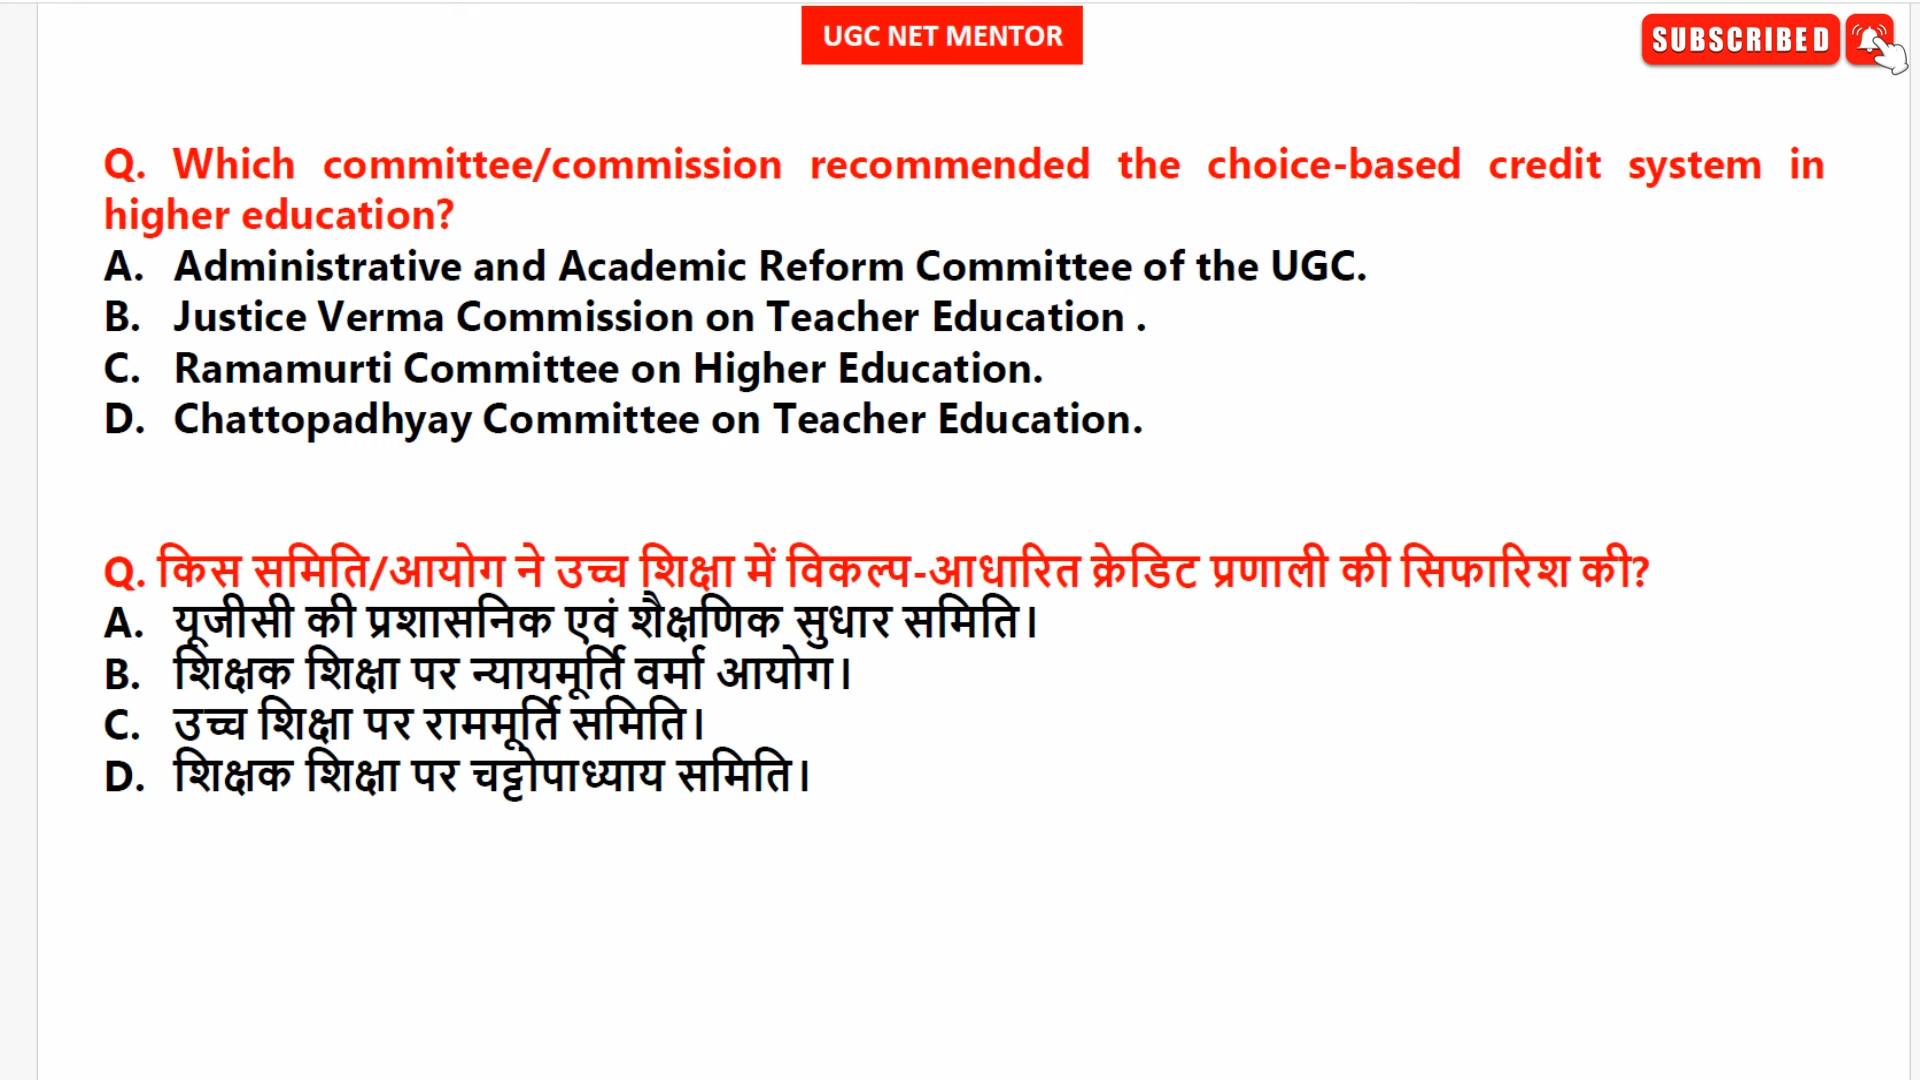 UGC NET MENTOR
SUBSCRIBED
Q. Which committee/commission recommended the choice-based credit system in
higher education?
A. Administrative and Academic Reform Committee of the UGC.
B. Justice Verma Commission on Teacher Education .
C. Ramamurti Committee on Higher Education.
D. Chattopadhyay Committee on Teacher Education.
Q. किस समिति/आयोग ने उच्च शिक्षा में विकल्प-आधारित क्रेडिट प्रणाली की सिफारिश की?
A. यूजीसी की प्रशासनिक एवं शैक्षणिक सुधार समिति।
B. शिक्षक शिक्षा पर न्यायमूर्ति वर्मा आयोग।
C. उच्च शिक्षा पर राममूर्ति समिति।
D. शिक्षक शिक्षा पर चट्टोपाध्याय समिति।